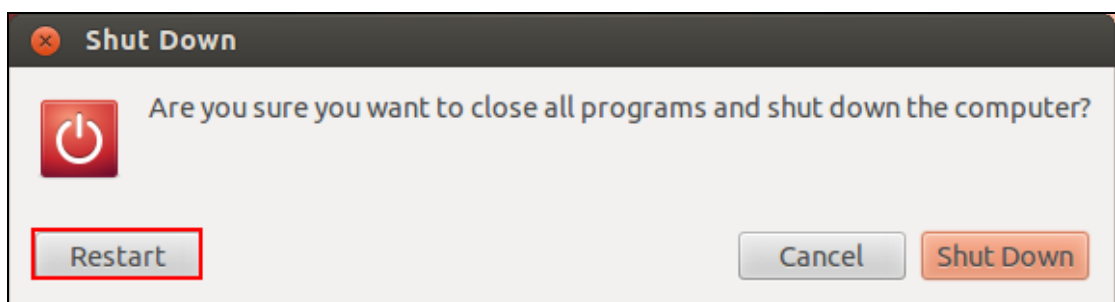 Shut Down
Are you sure you want to close all programs and shut down the computer?
Restart Cancel Shut Down